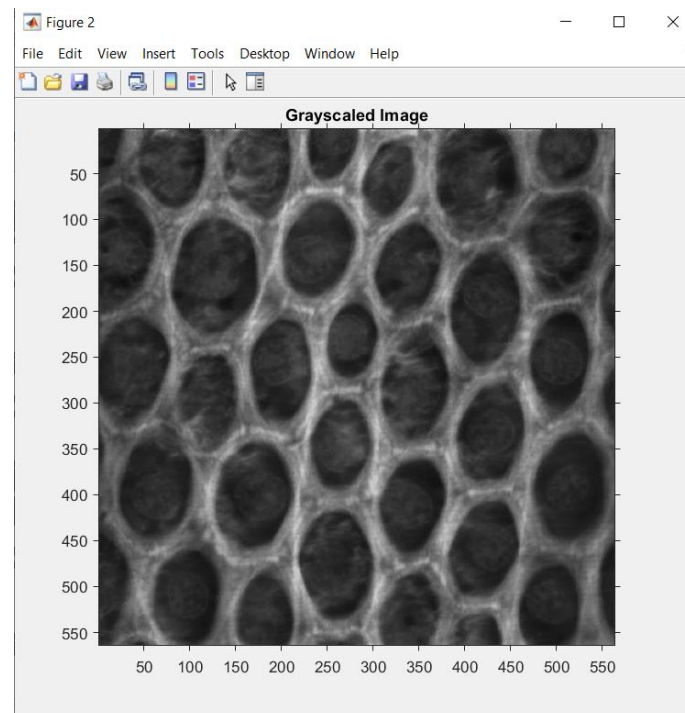 Figure 2
File Edit View Insert Tools Desktop Window Help
Grayscaled Image
50
100
150
200
250
300
350
400
450
500
550
50 100 150 200 250 300 350 400 450 500 550